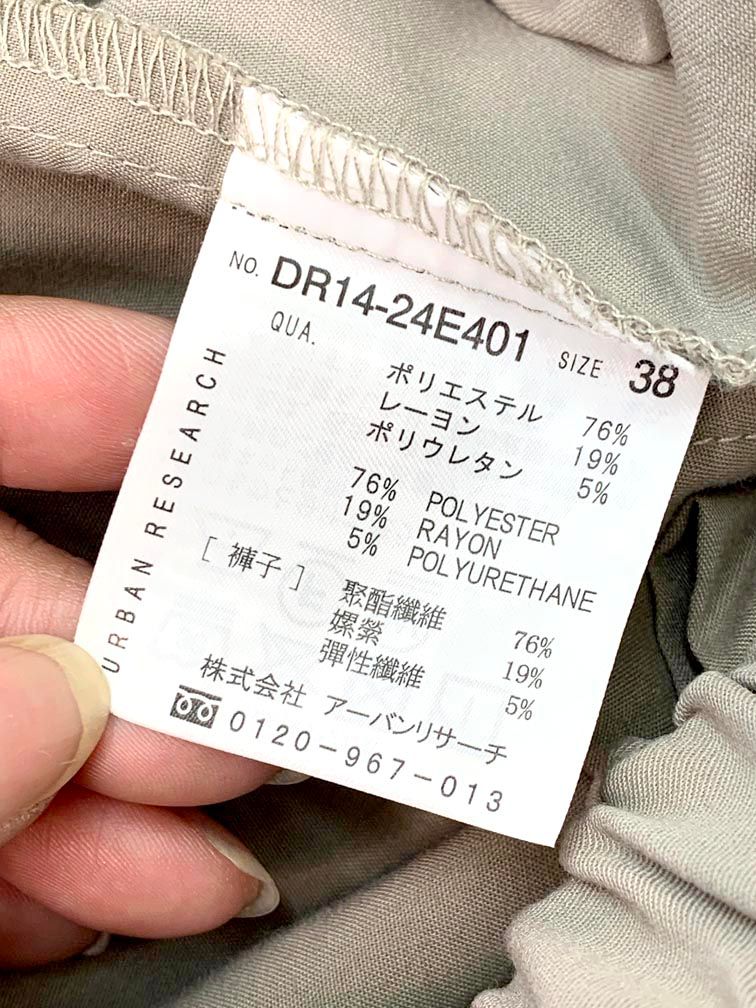 NO. DR14-24E401 SIZE 38
QUA.
ポリエステル 76%
レーヨン 19%
ポリウレタン 5%
76% POLYESTER
19% RAYON
5% POLYURETHANE
[ 褲子 ]
聚酯纖維 76%
嫘縈 19%
彈性纖維 5%
株式会社 アーバンリサーチ
0120-967-013
URBAN RESEARCH